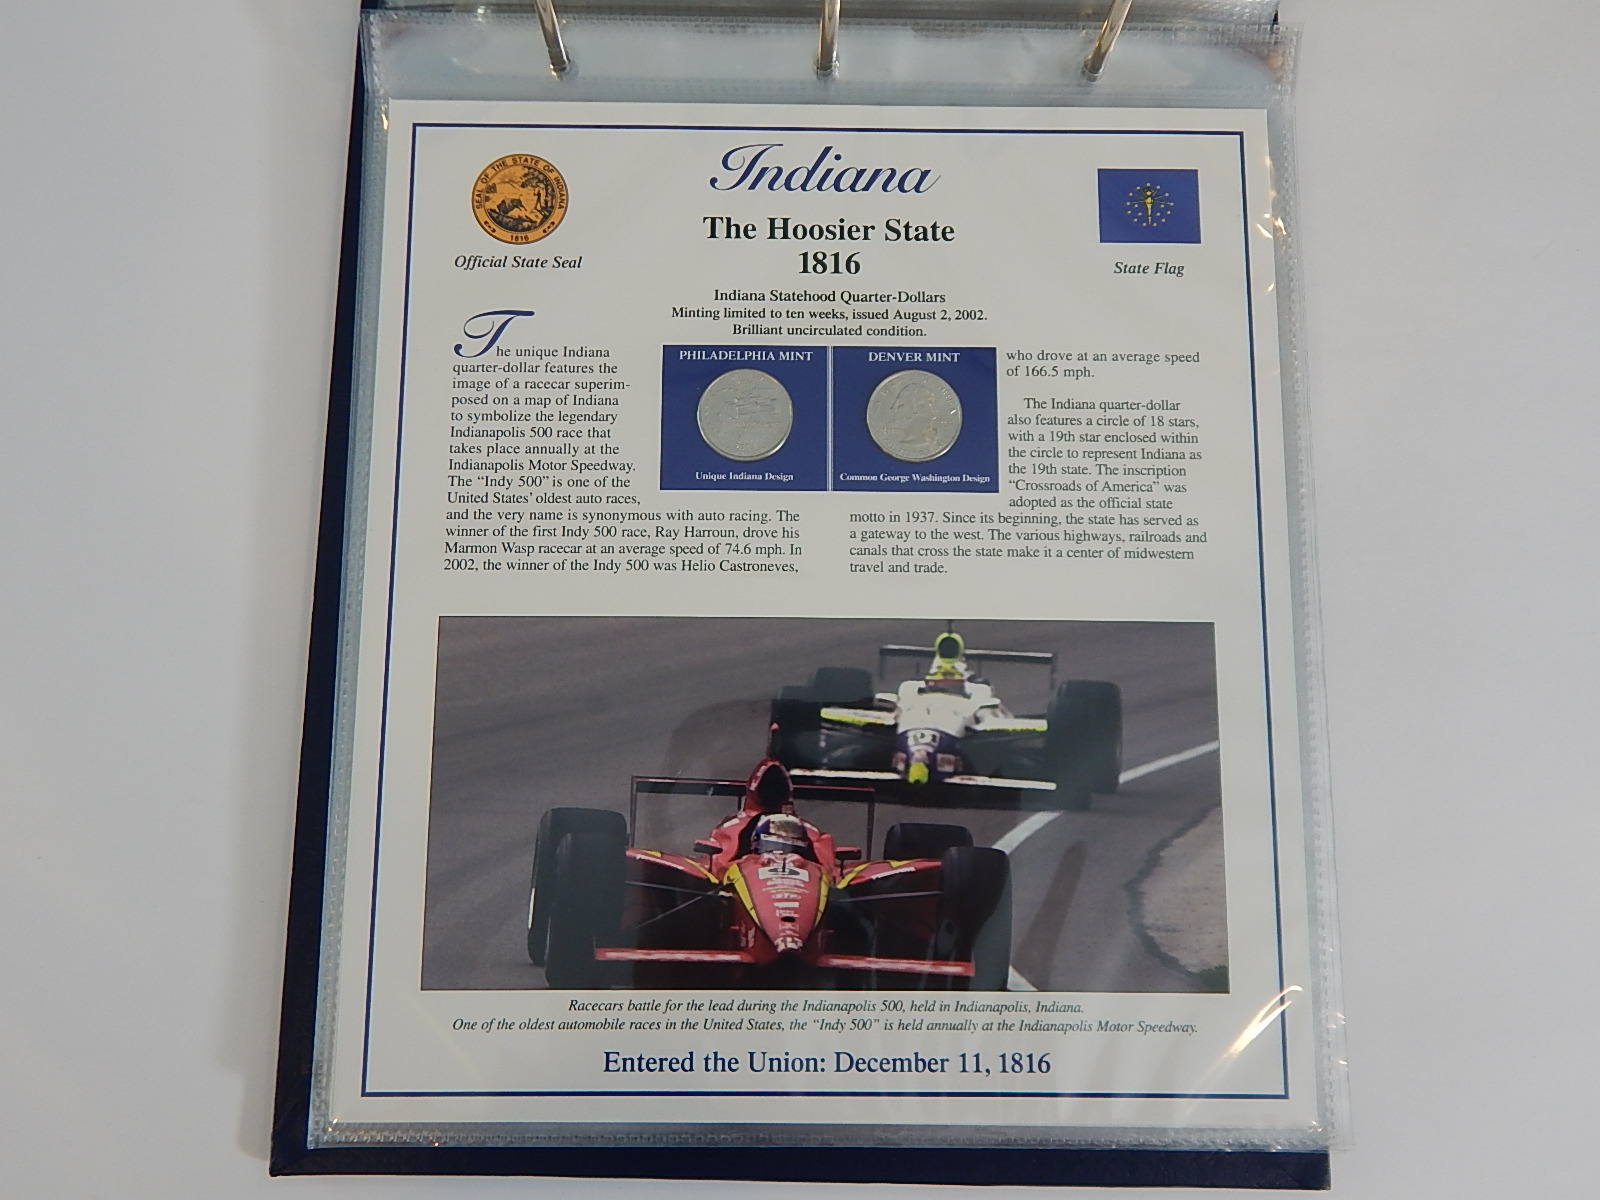 SEAL OF THE STATE OF INDIANA
1816
Official State Seal
Indiana
The Hoosier State
1816
State Flag
Indiana Statehood Quarter-Dollars
Minting limited to ten weeks, issued August 2, 2002.
Brilliant uncirculated condition.
The unique Indiana
quarter-dollar features the
image of a racecar superim-
posed on a map of Indiana
to symbolize the legendary
Indianapolis 500 race that
takes place annually at the
Indianapolis Motor Speedway.
The "Indy 500" is one of the
United States' oldest auto races,
and the very name is synonymous with auto racing. The
winner of the first Indy 500 race, Ray Harroun, drove his
Marmon Wasp racecar at an average speed of 74.6 mph. In
2002, the winner of the Indy 500 was Helio Castroneves,
PHILADELPHIA MINT
Unique Indiana Design
DENVER MINT
Common George Washington Design
who drove at an average speed
of 166.5 mph.
The Indiana quarter-dollar
also features a circle of 18 stars,
with a 19th star enclosed within
the circle to represent Indiana as
the 19th state. The inscription
"Crossroads of America" was
adopted as the official state
motto in 1937. Since its beginning, the state has served as
a gateway to the west. The various highways, railroads and
canals that cross the state make it a center of midwestern
travel and trade.
Racecars battle for the lead during the Indianapolis 500, held in Indianapolis, Indiana.
One of the oldest automobile races in the United States, the "Indy 500" is held annually at the Indianapolis Motor Speedway.
Entered the Union: December 11, 1816